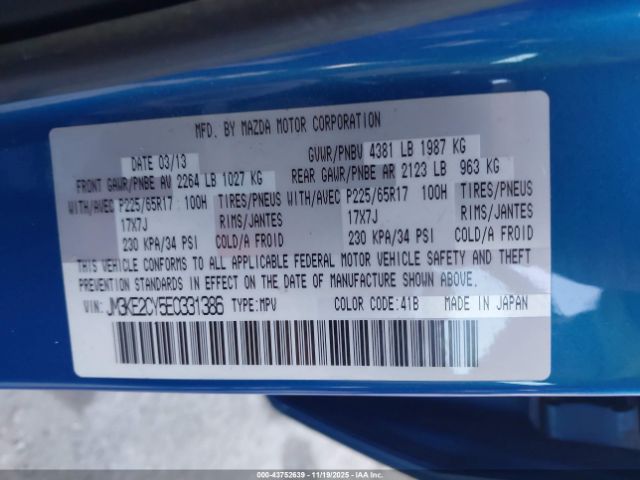 MFD. BY MAZDA MOTOR CORPORATION
DATE 03/13 GVWR/PNBV 4381 LB 1987 KG
FRONT GAWR/PNBE AV 2264 LB 1027 KG REAR GAWR/PNBE AR 2123 LB 963 KG
WITH/AVEC P225/65R17 100H TIRES/PNEUS WITH/AVEC P225/65R17 100H TIRES/PNEUS
17X7J RIMS/JANTES 17X7J RIMS/JANTES
230 KPA/34 PSI COLD/A FROID 230 KPA/34 PSI COLD/A FROID
THIS VEHICLE CONFORMS TO ALL APPLICABLE FEDERAL MOTOR VEHICLE SAFETY AND THEFT
PREVENTION STANDARDS IN EFFECT ON THE DATE OF MANUFACTURE SHOWN ABOVE.
VIN: JM3KE2CY5E0331386 TYPE:MPV COLOR CODE:41B MADE IN JAPAN
000-43752639 - 11/19/2025 - IAAI.COM